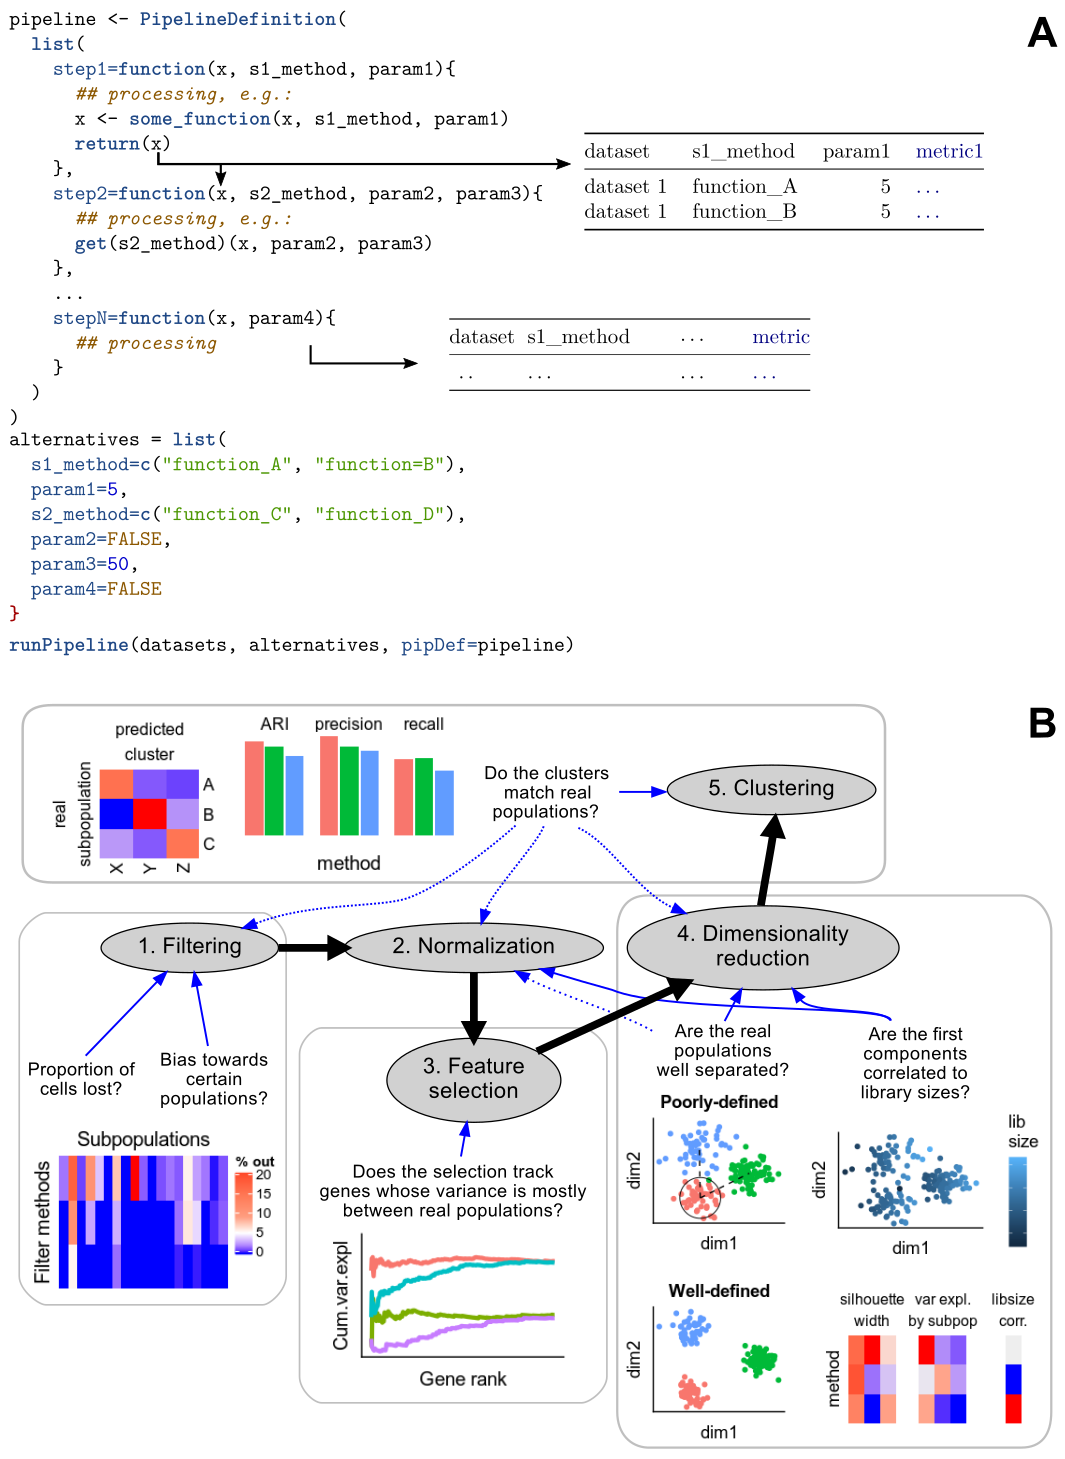 A
pipeline <- PipelineDefinition(
list(
step1=function(x, s1_method, param1){
## processing, e.g.:
x <- some_function(x, s1_method, param1)
return(x)
},
step2=function(x, s2_method, param2, param3){
## processing, e.g.:
get(s2_method)(x, param2, param3)
},
...
stepN=function(x, param4){
## processing
}
)
)
alternatives = list(
s1_method=c("function_A", "function=B"),
param1=5,
s2_method=c("function_C", "function_D"),
param2=FALSE,
param3=50,
param4=FALSE
}
runPipeline(datasets, alternatives, pipDef=pipeline)
dataset s1_method param1 metric1
dataset 1 function_A 5 ...
dataset 1 function_B 5 ...
dataset s1_method ... metric
.. ... ... ...
B
predicted
cluster
real
subpopulation
A
B
C
X Y Z
ARI precision recall
method
Do the clusters
match real
populations?
5. Clustering
1. Filtering
2. Normalization
4. Dimensionality
reduction
3. Feature
selection
Proportion of
cells lost?
Bias towards
certain
populations?
Subpopulations
Filter methods
% out
20
15
10
5
0
Does the selection track
genes whose variance is mostly
between real populations?
Cum.var.expl
Gene rank
Are the real
populations
well separated?
Are the first
components
correlated to
library sizes?
Poorly-defined
dim2
dim1
dim2
dim1
lib
size
Well-defined
dim2
dim1
silhouette
width
var expl.
by subpop
libsize
corr.
method